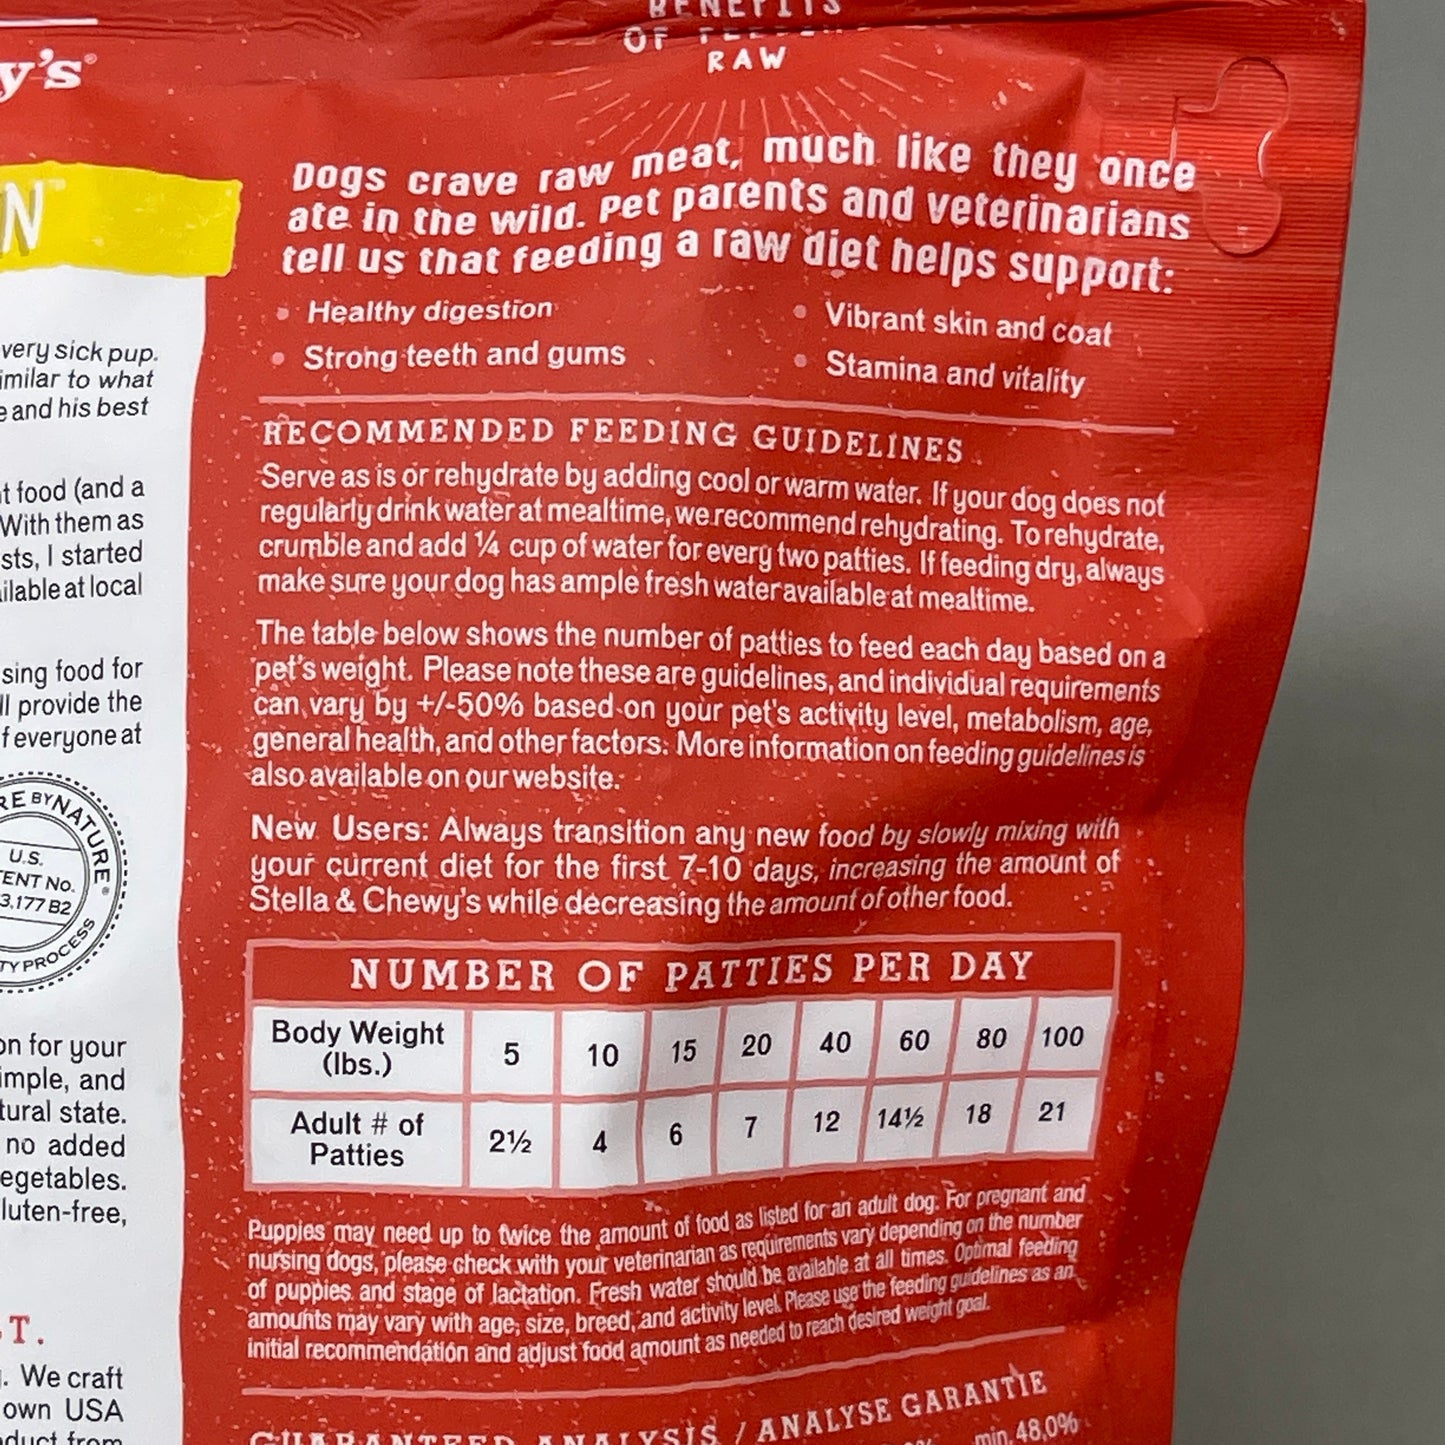 BENEFITS
OF
RAW
y's
N
Dogs crave raw meat, much like they once
ate in the wild. Pet parents and veterinarians
tell us that feeding a raw diet helps support:
• Healthy digestion
• Vibrant skin and coat
• Strong teeth and gums
• Stamina and vitality
RECOMMENDED FEEDING GUIDELINES
Serve as is or rehydrate by adding cool or warm water. If your dog does not
regularly drink water at mealtime, we recommend rehydrating. To rehydrate,
crumble and add ¼ cup of water for every two patties. If feeding dry, always
make sure your dog has ample fresh water available at mealtime.
The table below shows the number of patties to feed each day based on a
pet's weight. Please note these are guidelines, and individual requirements
can vary by +/-50% based on your pet's activity level, metabolism, age,
general health, and other factors. More information on feeding guidelines is
also available on our website.
New Users: Always transition any new food by slowly mixing with
your current diet for the first 7-10 days, increasing the amount of
Stella & Chewy's while decreasing the amount of other food.
NUMBER OF PATTIES PER DAY
Body Weight (lbs.) 5 10 15 20 40 60 80 100
Adult # of Patties 2½ 4 6 7 12 14½ 18 21
Puppies may need up to twice the amount of food as listed for an adult dog. For pregnant and
nursing dogs, please check with your veterinarian as requirements vary depending on the number
of puppies and stage of lactation. Fresh water should be available at all times. Optimal feeding
amounts may vary with age, size, breed, and activity level. Please use the feeding guidelines as an
initial recommendation and adjust food amount as needed to reach desired weight goal.
GUARANTEED ANALYSIS / ANALYSE GARANTIE
min. 48,0%
very sick pup.
imilar to what
e and his best
t food (and a
With them as
sts, I started
ilable at local
sing food for
ll provide the
f everyone at
RE BY NATURE®
U.S.
TENT No.
3,177 B2
TY PROCESS
on for your
imple, and
tural state.
no added
egetables.
luten-free,
T.
. We craft
own USA
duct from